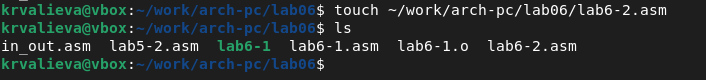 krvalieva@vbox:~/work/arch-pc/lab06$ touch ~/work/arch-pc/lab06/lab6-2.asm
krvalieva@vbox:~/work/arch-pc/lab06$ ls
in_out.asm  lab5-2.asm  lab6-1  lab6-1.asm  lab6-1.o  lab6-2.asm
krvalieva@vbox:~/work/arch-pc/lab06$